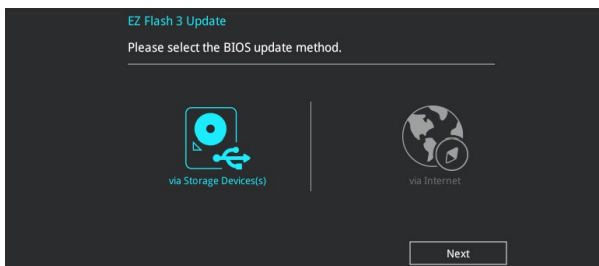 EZ Flash 3 Update
Please select the BIOS update method.
via Storage Devices(s)
via Internet
Next